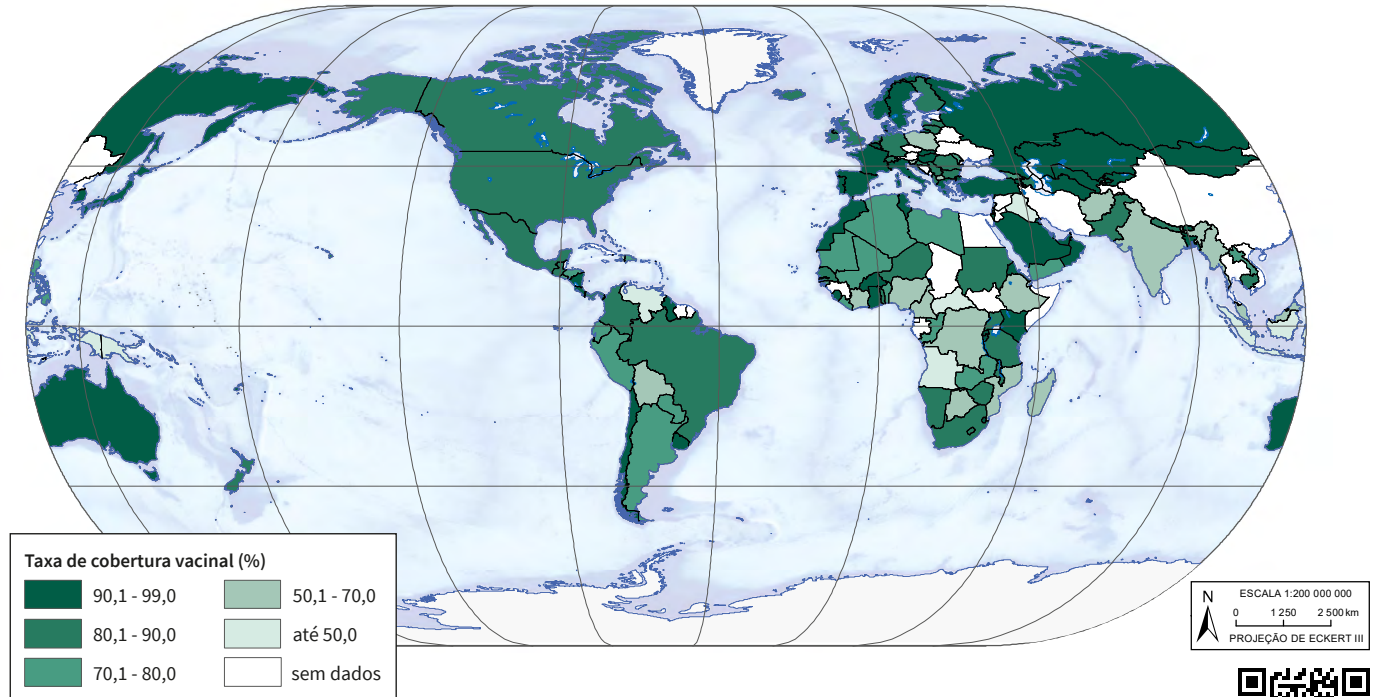 Taxa de cobertura vacinal (%)
90,1 - 99,0
80,1 - 90,0
70,1 - 80,0
50,1 - 70,0
até 50,0
sem dados
N
ESCALA 1:200 000 000
0 1 250 2 500 km
PROJEÇÃO DE ECKERT III